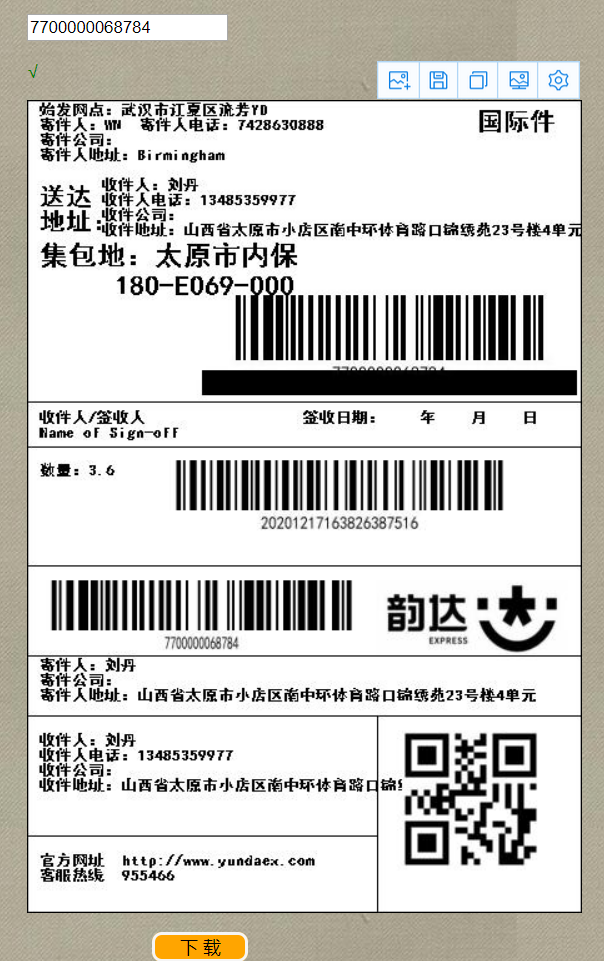 7700000068784
√
始发网点: 武汉市江夏区流芳YD
寄件人: WN 寄件人电话: 7428630888
国际件
寄件公司:
寄件人地址: Birmingham
送达地址:
收件人: 刘丹
收件人电话: 13485359977
收件公司:
收件地址: 山西省太原市小店区南中环体育路口锦绣苑23号楼4单元
集包地: 太原市内保
180-E069-000
7700000068784
收件人/签收人 签收日期: 年 月 日
Name of Sign-off
数量: 3.6
20201217163826387516
7700000068784
韵达
EXPRESS
寄件人: 刘丹
寄件公司:
寄件人地址: 山西省太原市小店区南中环体育路口锦绣苑23号楼4单元
收件人: 刘丹
收件人电话: 13485359977
收件公司:
收件地址: 山西省太原市小店区南中环体育路口锦
官方网址 http://www.yundaex.com
客服热线 955466
下 载